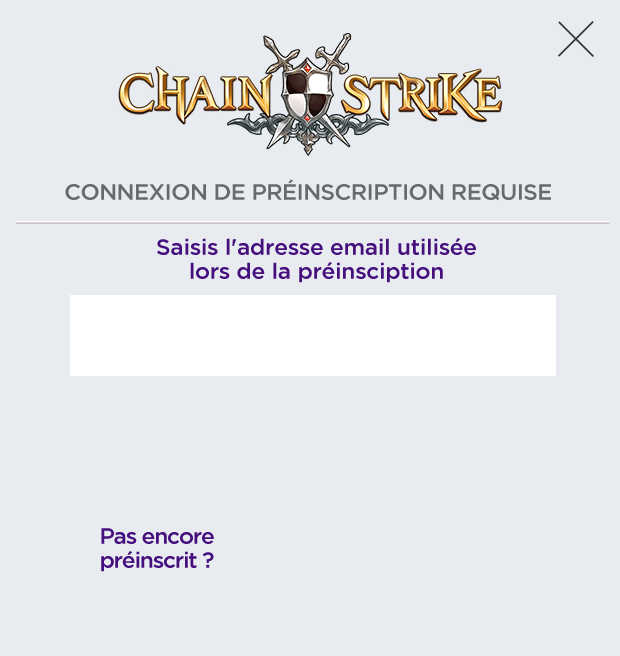 CHAIN STRIKE
CONNEXION DE PRÉINSCRIPTION REQUISE
Saisis l'adresse email utilisée
lors de la préinsciption
Pas encore
préinscrit ?